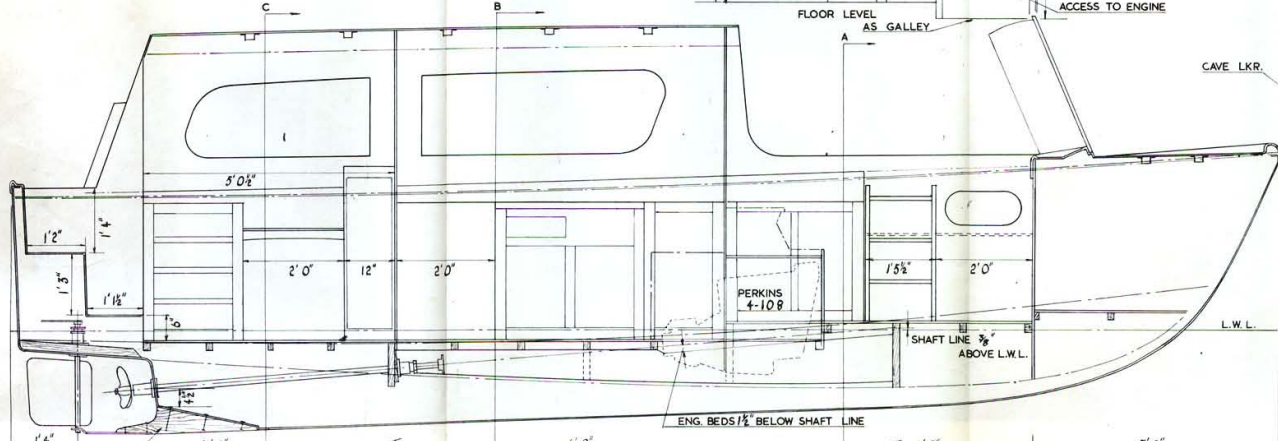 C
B
FLOOR LEVEL
AS GALLEY
ACCESS TO ENGINE
A
CAVE LKR.
5' 0½"
1' 2"
1' 4"
1' 3"
1' 1½"
6"
2' 0"
12"
2' 0"
PERKINS
4-108
1' 5½"
2' 0"
L.W.L.
SHAFT LINE ⅜"
ABOVE L.W.L.
4½"
ENG. BEDS 1½" BELOW SHAFT LINE